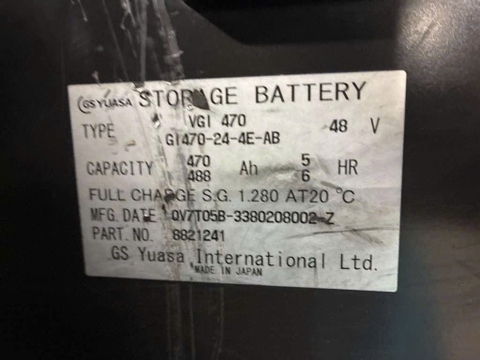 GS YUASA STORAGE BATTERY
TYPE VGI 470 48 V
GI470-24-4E-AB
CAPACITY 470 Ah 5 HR
488 6
FULL CHARGE S.G. 1.280 AT20 °C
MFG. DATE 0V7T05B-3380208002-Z
PART NO. 8821241
GS Yuasa International Ltd.
MADE IN JAPAN